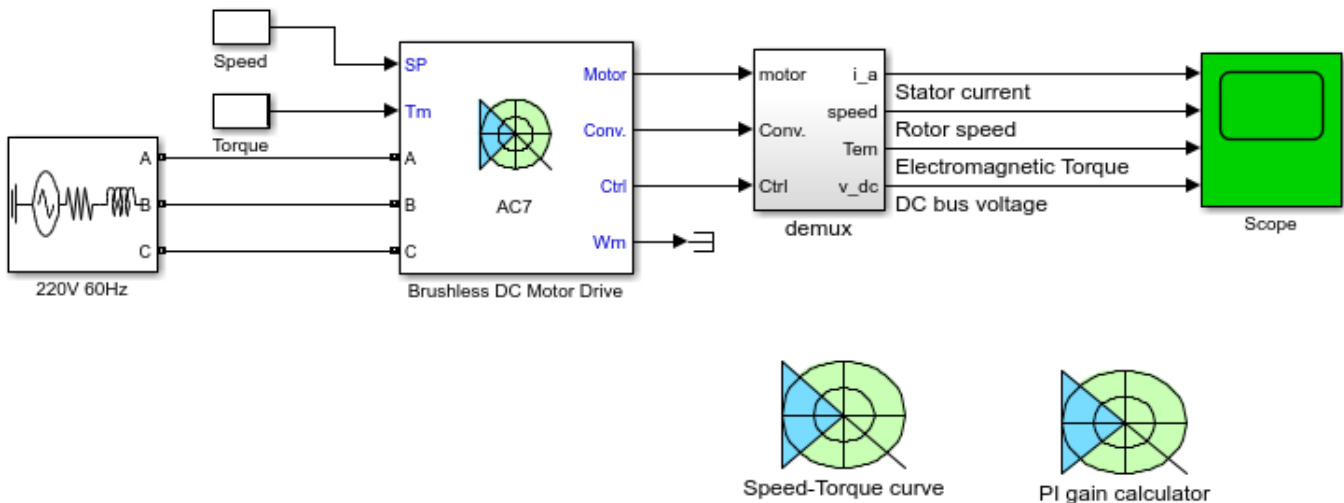 Speed
Torque
A
B
C
220V 60Hz
SP
Tm
A
B
C
AC7
Motor
Conv.
Ctrl
Wm
Brushless DC Motor Drive
motor
Conv.
Ctrl
i_a
speed
Tem
v_dc
demux
Stator current
Rotor speed
Electromagnetic Torque
DC bus voltage
Scope
Speed-Torque curve
PI gain calculator